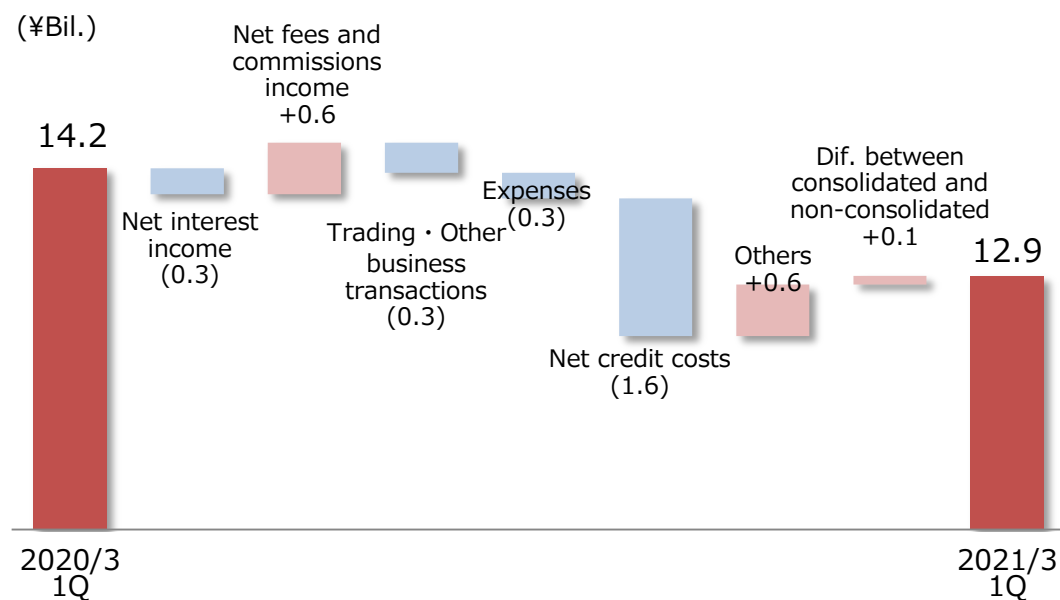 (¥Bil.)
14.2
Net interest
income
(0.3)
Net fees and
commissions
income
+0.6
Trading・Other
business
transactions
(0.3)
Expenses
(0.3)
Net credit costs
(1.6)
Others
+0.6
Dif. between
consolidated and
non-consolidated
+0.1
12.9
2020/3
1Q
2021/3
1Q